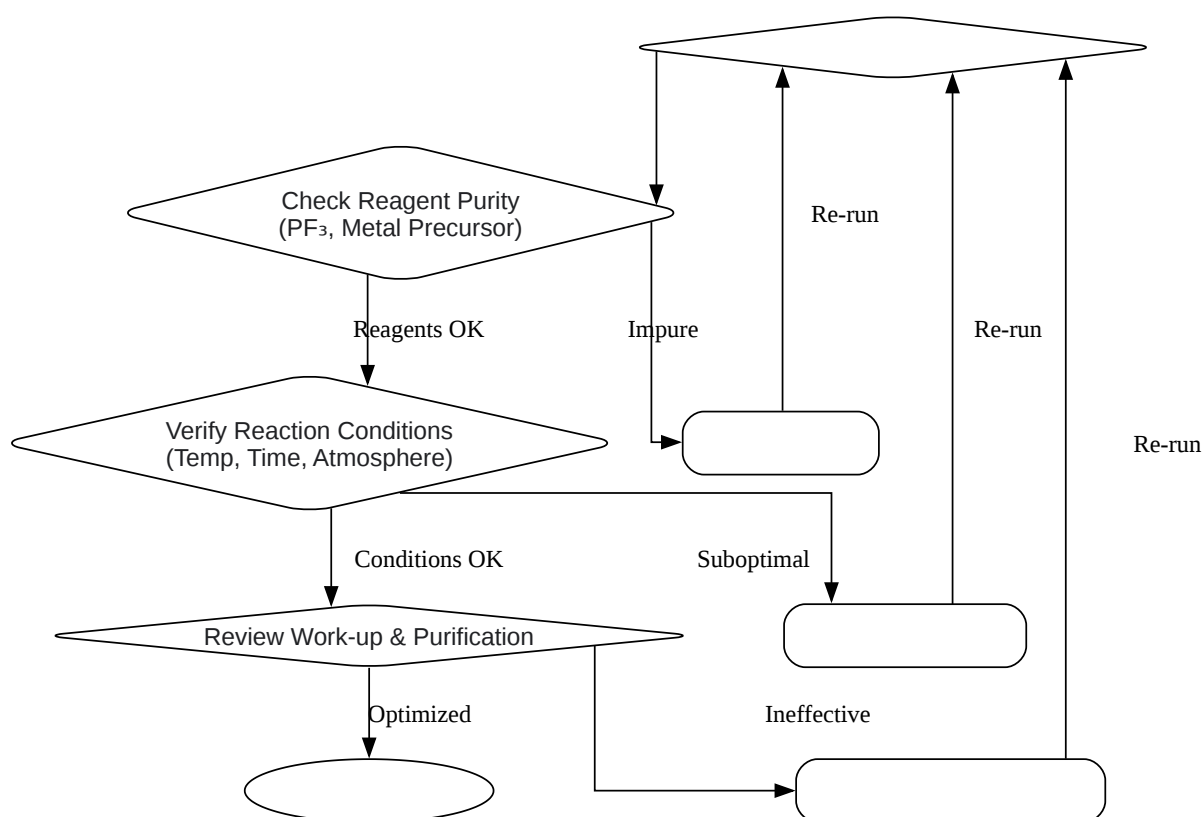 Check Reagent Purity
(PF₃, Metal Precursor)
Re-run
Reagents OK
Impure
Re-run
Verify Reaction Conditions
(Temp, Time, Atmosphere)
Re-run
Conditions OK
Suboptimal
Review Work-up & Purification
Optimized
Ineffective